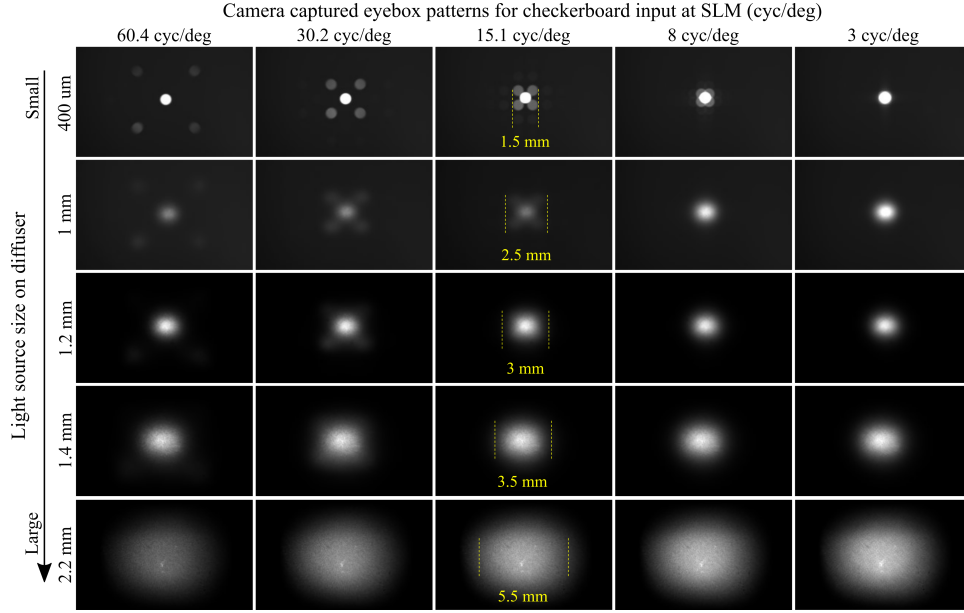 Camera captured eyebox patterns for checkerboard input at SLM (cyc/deg)
60.4 cyc/deg 30.2 cyc/deg 15.1 cyc/deg 8 cyc/deg 3 cyc/deg
Light source size on diffuser
Small
Large
400 um
1.5 mm
1 mm
2.5 mm
1.2 mm
3 mm
1.4 mm
3.5 mm
2.2 mm
5.5 mm